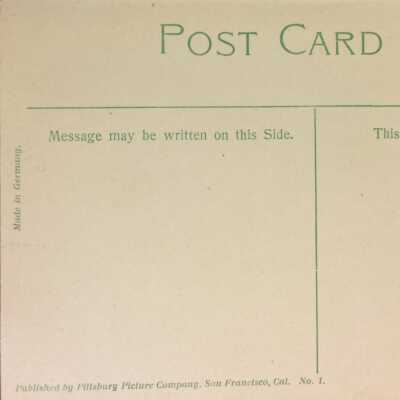 POST CARD
Message may be written on this Side.
This
Made in Germany.
Published by Pillsbury Picture Company, San Francisco, Cal. No. 1.